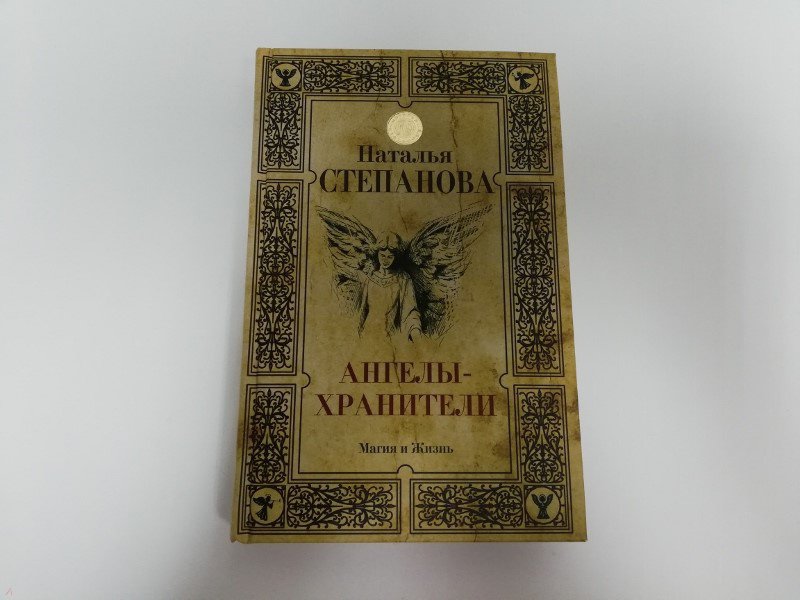 Наталья
СТЕПАНОВА
АНГЕЛЫ-
ХРАНИТЕЛИ
Магия и Жизнь